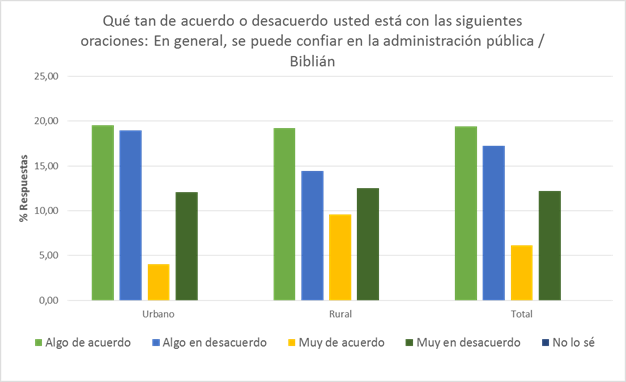 Qué tan de acuerdo o desacuerdo usted está con las siguientes
oraciones: En general, se puede confiar en la administración pública /
Biblián
25,00
20,00
15,00
10,00
5,00
0,00
% Respuestas
Urbano Rural Total
Algo de acuerdo Algo en desacuerdo Muy de acuerdo Muy en desacuerdo No lo sé